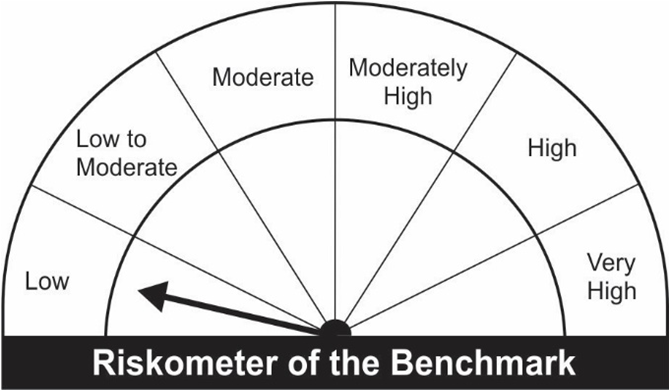 Moderate
Moderately
High
Low to
Moderate
High
Low
Very
High
Riskometer of the Benchmark